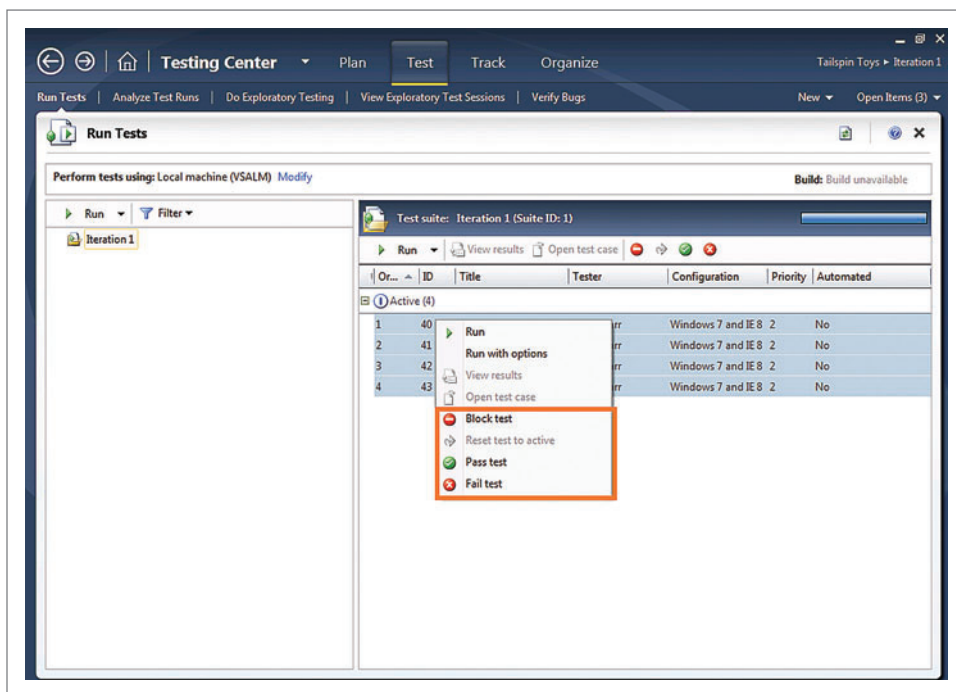 Testing Center Plan Test Track Organize Tailspin Toys Iteration 1
Run Tests Analyze Test Runs Do Exploratory Testing View Exploratory Test Sessions Verify Bugs New Open Items (3)
Run Tests
Perform tests using: Local machine (VSALM) Modify Build: Build unavailable
Run Filter
Iteration 1
Test suite: Iteration 1 (Suite ID: 1)
Run View results Open test case
Or... ID Title Tester Configuration Priority Automated
Active (4)
1 40 Windows 7 and IE 8 2 No
2 41 Windows 7 and IE 8 2 No
3 42 Windows 7 and IE 8 2 No
4 43 Windows 7 and IE 8 2 No
Run
Run with options
View results
Open test case
Block test
Reset test to active
Pass test
Fail test